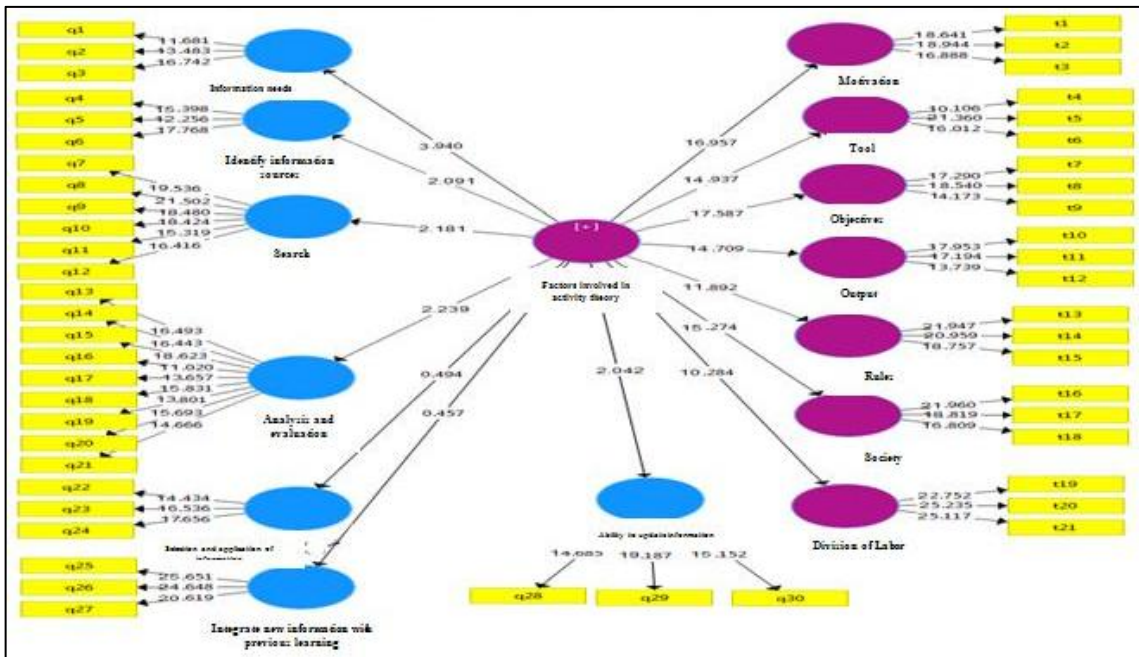 q1
q2
q3
11.681
13.483
16.742
Information needs
q4
q5
q6
15.398
12.256
17.768
Identify information
sources
q7
q8
q9
q10
q11
q12
19.536
21.502
18.480
18.424
15.319
16.416
Search
q13
q14
q15
q16
q17
q18
q19
q20
q21
16.493
16.443
18.623
11.020
13.657
15.831
13.801
15.693
14.666
Analysis and
evaluation
q22
q23
q24
14.434
16.536
17.656
Selection and application of
q25
q26
q27
25.651
24.648
20.619
Integrate new information with
previous learning
3.940
2.091
2.181
2.239
0.494
0.457
2.042
[+]
Factors involved in
activity theory
Ability to update information
14.685
19.187
15.152
q28
q29
q30
16.957
14.937
17.587
14.709
11.892
15.274
10.284
Motivation
18.641
18.944
16.888
t1
t2
t3
Tool
10.106
21.360
16.012
t4
t5
t6
Objectives
17.290
18.540
14.173
t7
t8
t9
Output
17.953
17.194
13.739
t10
t11
t12
Rules
21.947
20.959
18.757
t13
t14
t15
Society
21.960
18.819
16.809
t16
t17
t18
Division of Labor
22.752
25.235
25.117
t19
t20
t21